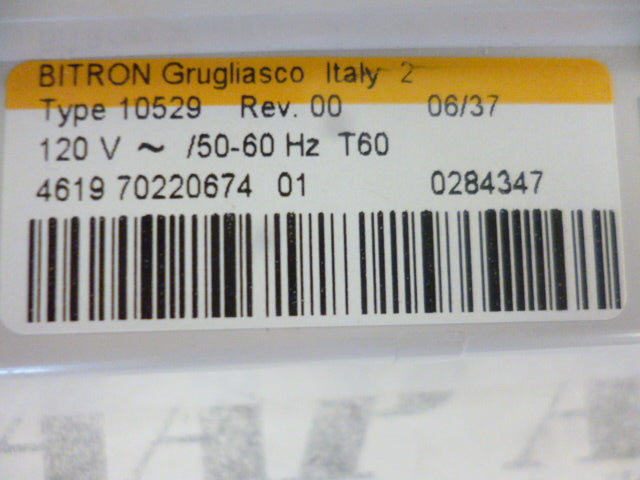 BITRON Grugliasco Italy 2
Type 10529 Rev. 00 06/37
120 V ~ /50-60 Hz T60
4619 70220674 01 0284347